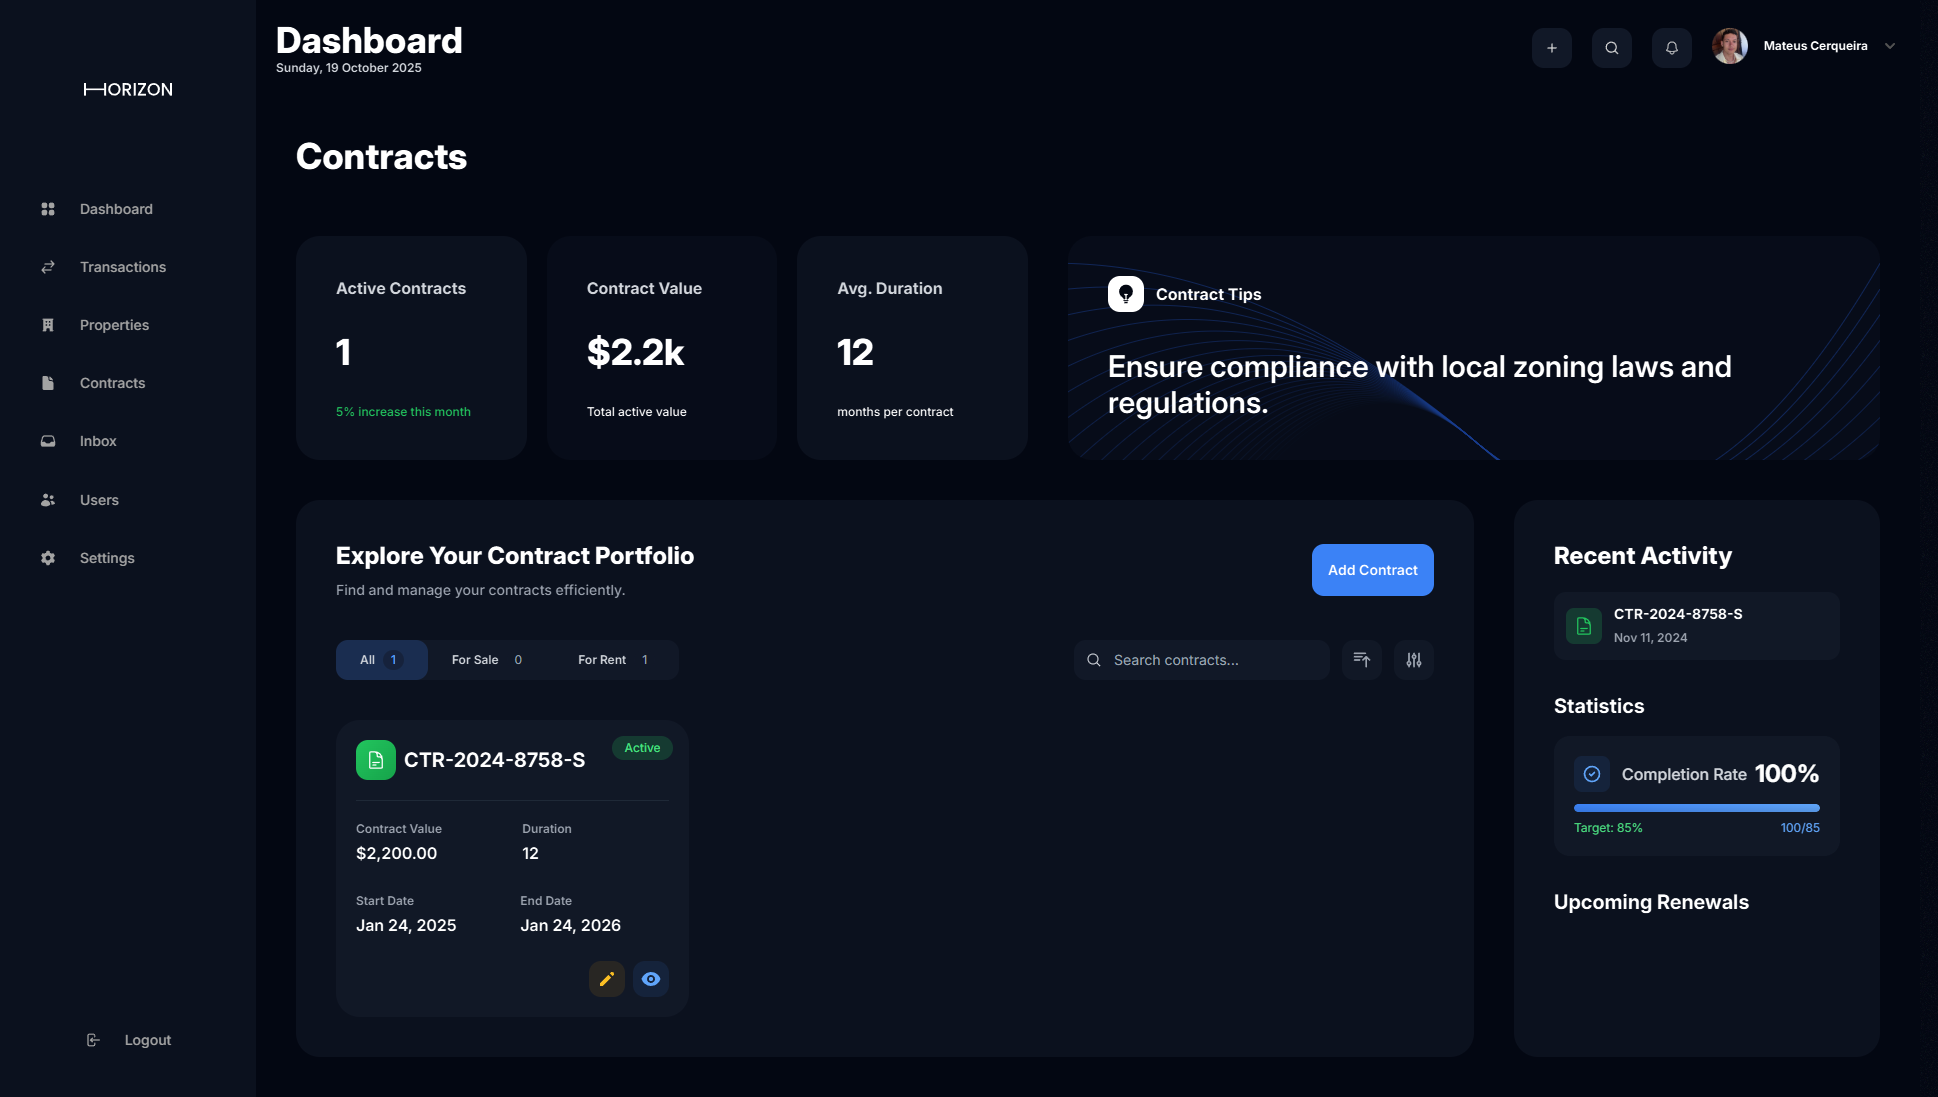 HORIZON
Dashboard
Transactions
Properties
Contracts
Inbox
Users
Settings
Logout
Dashboard
Sunday, 19 October 2025
Mateus Cerqueira
Contracts
Active Contracts
1
5% increase this month
Contract Value
$2.2k
Total active value
Avg. Duration
12
months per contract
Contract Tips
Ensure compliance with local zoning laws and
regulations.
Explore Your Contract Portfolio
Find and manage your contracts efficiently.
Add Contract
All 1
For Sale 0
For Rent 1
Search contracts...
CTR-2024-8758-S
Active
Contract Value
$2,200.00
Duration
12
Start Date
Jan 24, 2025
End Date
Jan 24, 2026
Recent Activity
CTR-2024-8758-S
Nov 11, 2024
Statistics
Completion Rate 100%
Target: 85%
100/85
Upcoming Renewals